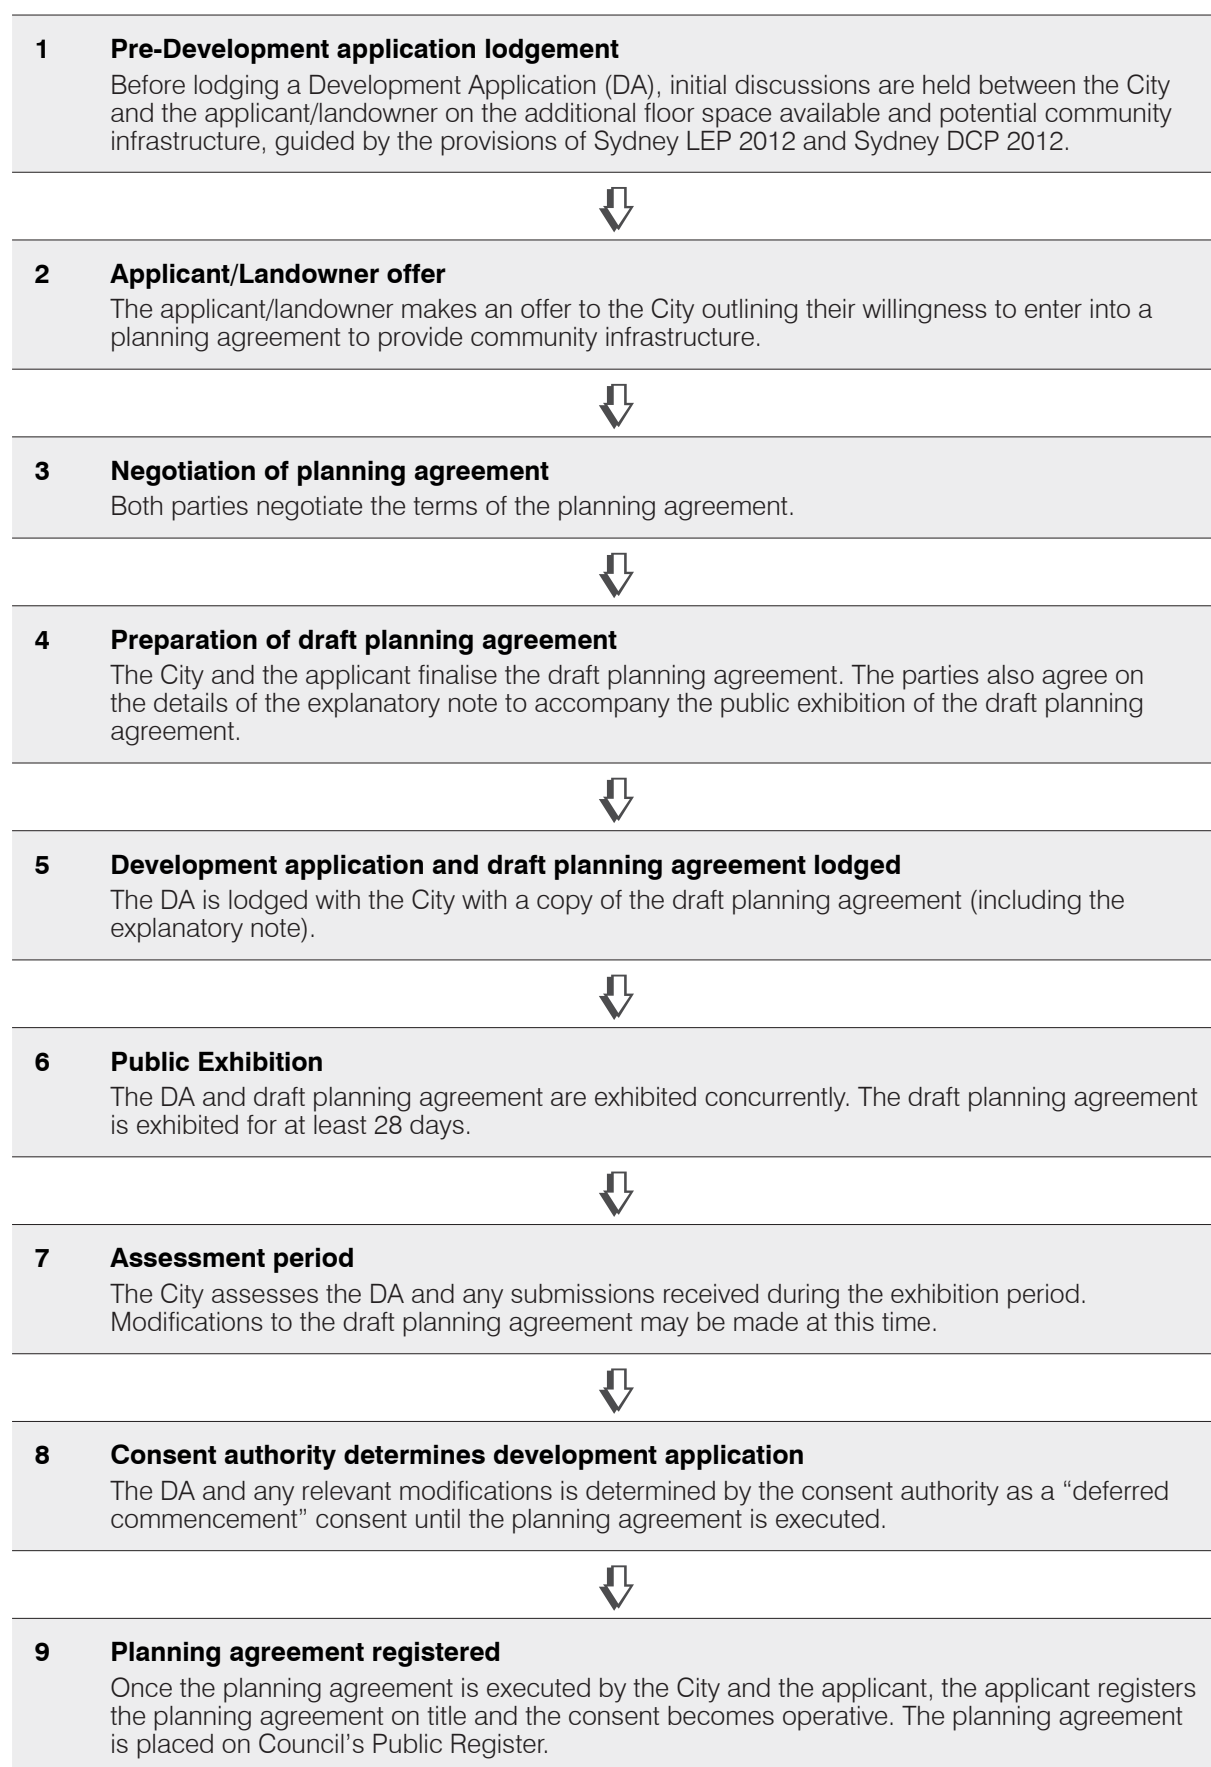 1 Pre-Development application lodgement
Before lodging a Development Application (DA), initial discussions are held between the City
and the applicant/landowner on the additional floor space available and potential community
infrastructure, guided by the provisions of Sydney LEP 2012 and Sydney DCP 2012.
2 Applicant/Landowner offer
The applicant/landowner makes an offer to the City outlining their willingness to enter into a
planning agreement to provide community infrastructure.
3 Negotiation of planning agreement
Both parties negotiate the terms of the planning agreement.
4 Preparation of draft planning agreement
The City and the applicant finalise the draft planning agreement. The parties also agree on
the details of the explanatory note to accompany the public exhibition of the draft planning
agreement.
5 Development application and draft planning agreement lodged
The DA is lodged with the City with a copy of the draft planning agreement (including the
explanatory note).
6 Public Exhibition
The DA and draft planning agreement are exhibited concurrently. The draft planning agreement
is exhibited for at least 28 days.
7 Assessment period
The City assesses the DA and any submissions received during the exhibition period.
Modifications to the draft planning agreement may be made at this time.
8 Consent authority determines development application
The DA and any relevant modifications is determined by the consent authority as a “deferred
commencement” consent until the planning agreement is executed.
9 Planning agreement registered
Once the planning agreement is executed by the City and the applicant, the applicant registers
the planning agreement on title and the consent becomes operative. The planning agreement
is placed on Council’s Public Register.